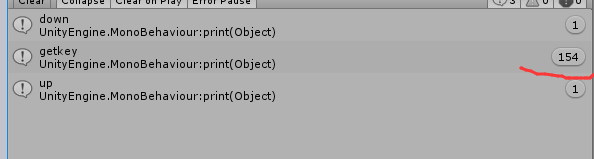 Clear Collapse Clear on Play Error Pause 3 0 0
down 1
UnityEngine.MonoBehaviour:print(Object)
getkey 154
UnityEngine.MonoBehaviour:print(Object)
up 1
UnityEngine.MonoBehaviour:print(Object)